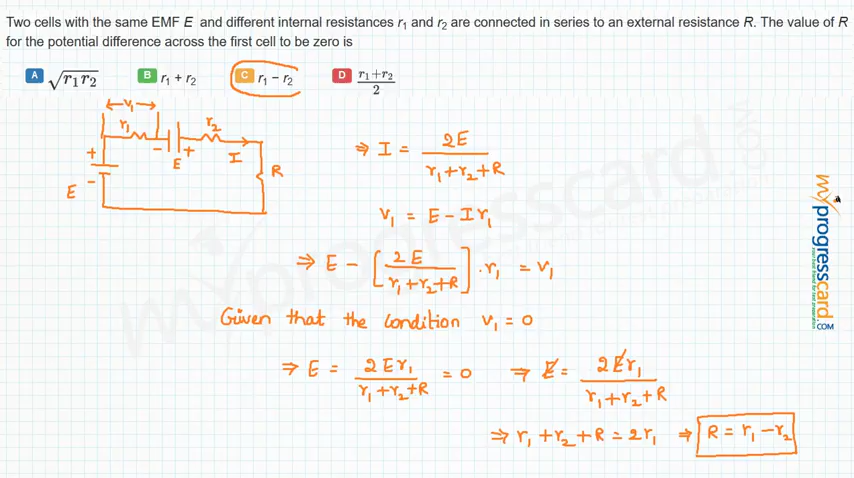 Two cells with the same EMF E and different internal resistances r₁ and r₂ are connected in series to an external resistance R. The value of R
for the potential difference across the first cell to be zero is
A √r₁r₂ B r₁ + r₂ C r₁ − r₂ D (r₁+r₂)/2
V₁
r₁ r₂
+ − + I
E R
− E
⇒ I = 2E / (r₁+r₂+R)
V₁ = E − Ir₁
⇒ E − [2E / (r₁+r₂+R)] . r₁ = V₁
Given that the condition V₁ = 0
⇒ E = 2Er₁ / (r₁+r₂+R) = 0 ⇒ E = 2Er₁ / (r₁+r₂+R)
⇒ r₁ + r₂ + R = 2r₁ ⇒ R = r₁ − r₂
myprogresscard
.COM